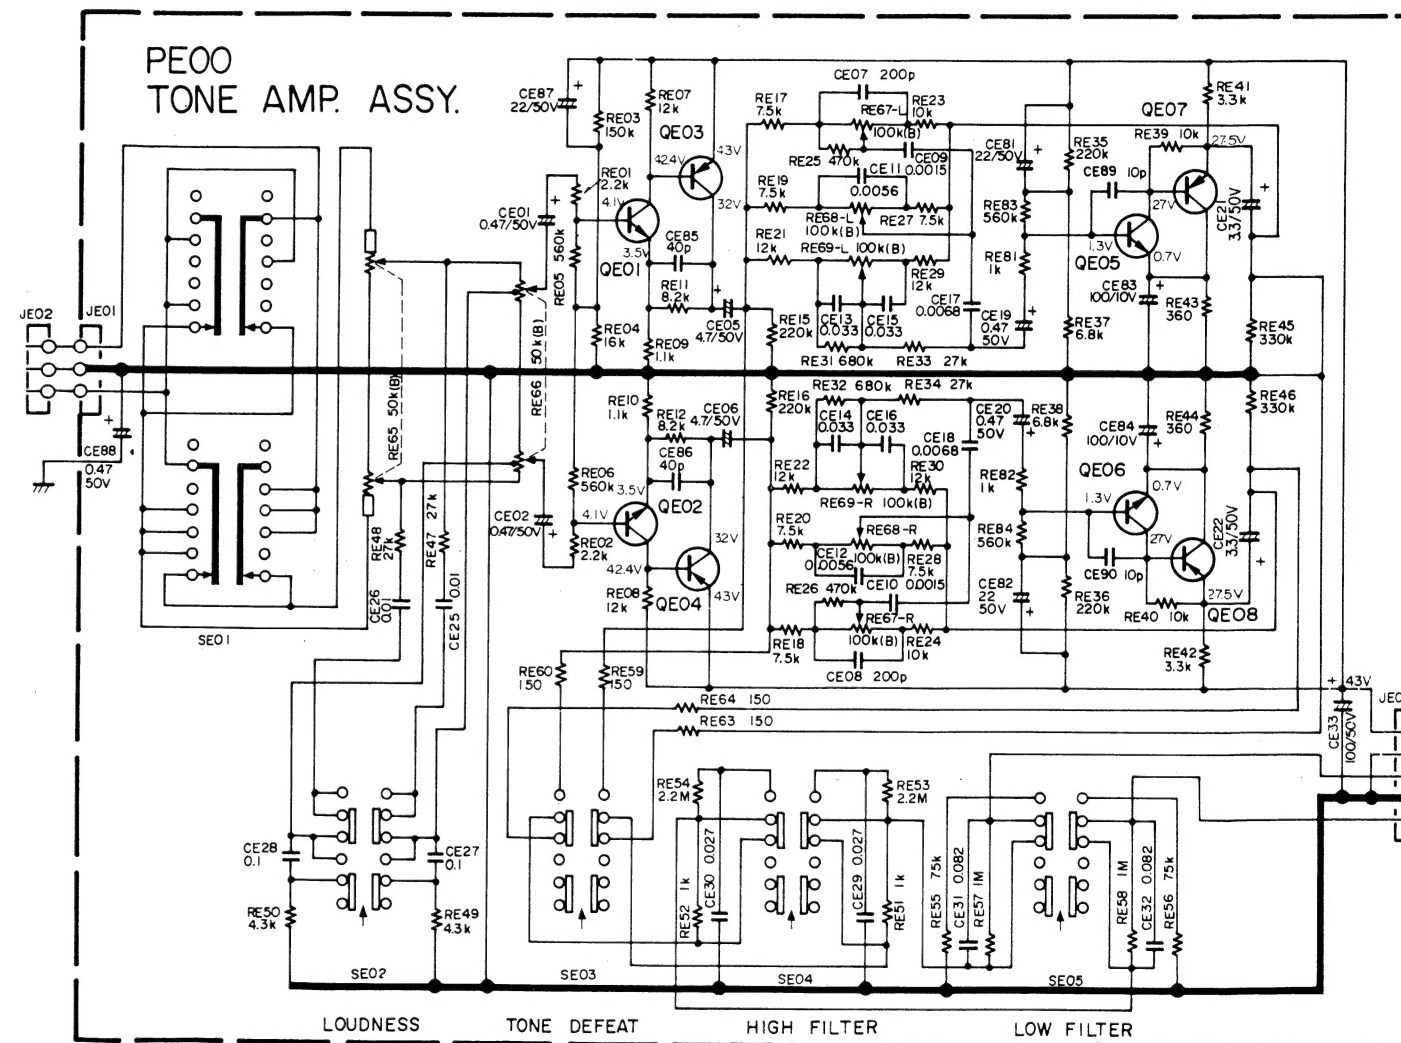 PE00
TONE AMP. ASSY.
CE87
22/50V
RE03
150k
RE07
12k
QE03
42.4V
43V
32V
RE01
2.2k
4.1V
CE01
0.47/50V
RE05 560k
3.5V
QE01
CE85
40p
RE11
8.2k
CE05
4.7/50V
RE04
16k
RE09
1.1k
RE15
220k
CE07 200p
RE17
7.5k
RE67-L
100k(B)
RE23
10k
RE25 470k
CE09
0.0015
CE11
0.0056
RE19
7.5k
RE68-L
100k(B)
RE27 7.5k
RE21
12k
RE69-L 100k(B)
RE29
12k
CE13
0.033
CE15
0.033
CE17
0.0068
RE31 680k
RE33 27k
CE81
22/50V
RE35
220k
RE83
560k
RE81
1k
CE19
0.47
50V
RE37
6.8k
CE89 10p
QE07
RE39 10k
RE41
3.3k
27.5V
27V
1.3V
0.7V
QE05
CE83
100/10V
RE43
360
CE21
3.3/50V
RE45
330k
JE02
JE01
CE88
0.47
50V
RE65 50k(B)
RE66 50k(B)
RE10
1.1k
RE12
8.2k
CE06
4.7/50V
CE86
40p
RE16
220k
RE06
560k
3.5V
4.1V
QE02
CE02
0.47/50V
RE02
2.2k
42.4V
32V
43V
RE08
12k
QE04
RE32 680k
RE34 27k
CE14
0.033
CE16
0.033
CE18
0.0068
RE22
12k
RE30
12k
RE69-R 100k(B)
RE20
7.5k
RE68-R
100k(B)
CE12
0.0056
RE28
7.5k
RE26 470k
CE10 0.0015
RE67-R
100k(B)
RE18
7.5k
RE24
10k
CE08 200p
CE20
0.47
50V
RE38
6.8k
RE82
1k
RE84
560k
CE82
22
50V
RE36
220k
CE84
100/10V
RE44
360
RE46
330k
QE06
0.7V
1.3V
27V
CE90 10p
CE22
3.3/50V
27.5V
RE40 10k
QE08
RE42
3.3k
RE48
27k
RE47 27k
CE26
0.01
CE25 0.01
SE01
RE60
150
RE59
150
RE64 150
RE63 150
43V
CE33
100/50V
CE28
0.1
CE27
0.1
RE50
4.3k
RE49
4.3k
RE54
2.2M
RE53
2.2M
RE52 1k
CE30 0.027
CE29 0.027
RE51 1k
RE55 75k
CE31 0.082
RE57 1M
RE58 1M
CE32 0.082
RE56 75k
SE02
SE03
SE04
SE05
LOUDNESS
TONE DEFEAT
HIGH FILTER
LOW FILTER